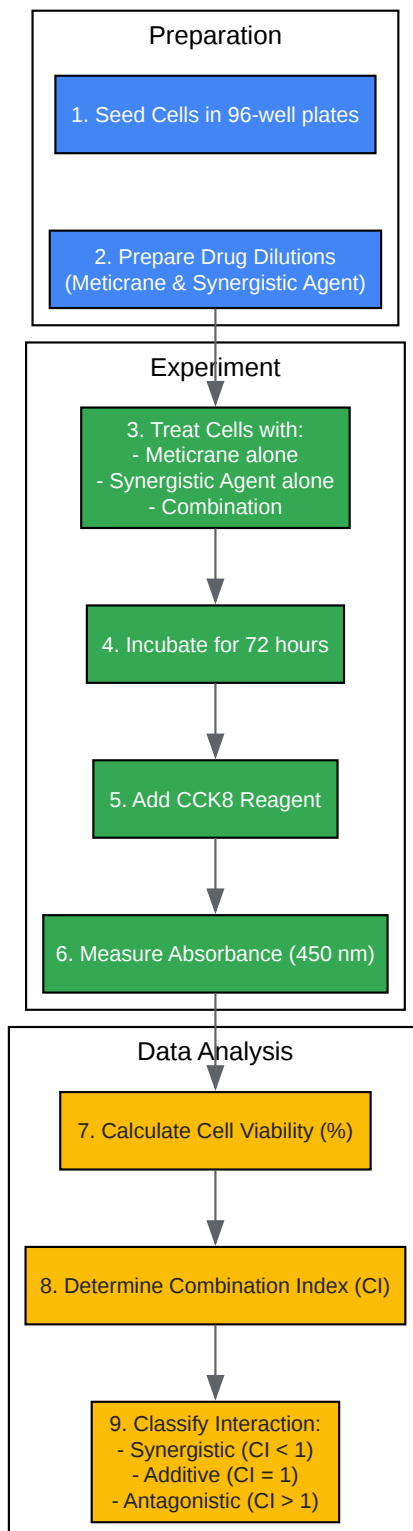 Preparation
1. Seed Cells in 96-well plates
2. Prepare Drug Dilutions
(Meticrane & Synergistic Agent)
Experiment
3. Treat Cells with:
- Meticrane alone
- Synergistic Agent alone
- Combination
4. Incubate for 72 hours
5. Add CCK8 Reagent
6. Measure Absorbance (450 nm)
Data Analysis
7. Calculate Cell Viability (%)
8. Determine Combination Index (CI)
9. Classify Interaction:
- Synergistic (CI < 1)
- Additive (CI = 1)
- Antagonistic (CI > 1)